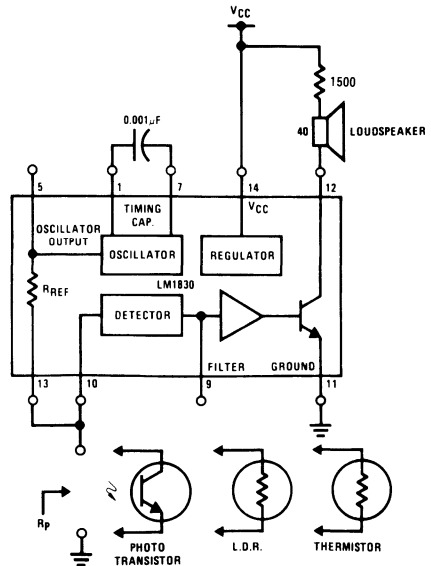 VCC
1500
0.001µF
40
LOUDSPEAKER
5
1
7
14
12
TIMING
CAP.
VCC
OSCILLATOR
OUTPUT
OSCILLATOR
REGULATOR
RREF
LM1830
DETECTOR
FILTER
GROUND
13
10
9
11
RP
PHOTO
TRANSISTOR
L.D.R.
THERMISTOR